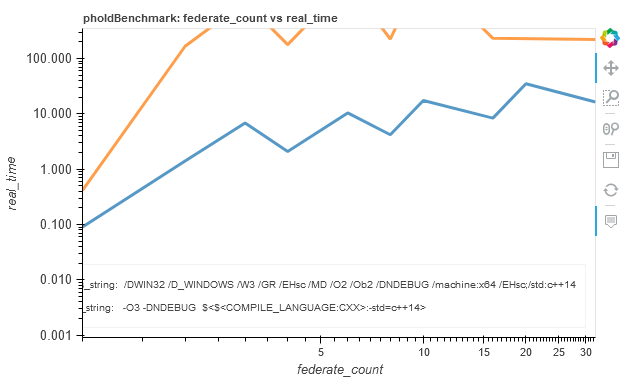 pholdBenchmark: federate_count vs real_time
real_time
100.000
10.000
1.000
0.100
0.010
0.001
_string: /DWIN32 /D_WINDOWS /W3 /GR /EHsc /MD /O2 /Ob2 /DNDEBUG /machine:x64 /EHsc;/std:c++14
_string: -O3 -DNDEBUG $<$<COMPILE_LANGUAGE:CXX>:-std=c++14>
5 10 15 20 25 30
federate_count